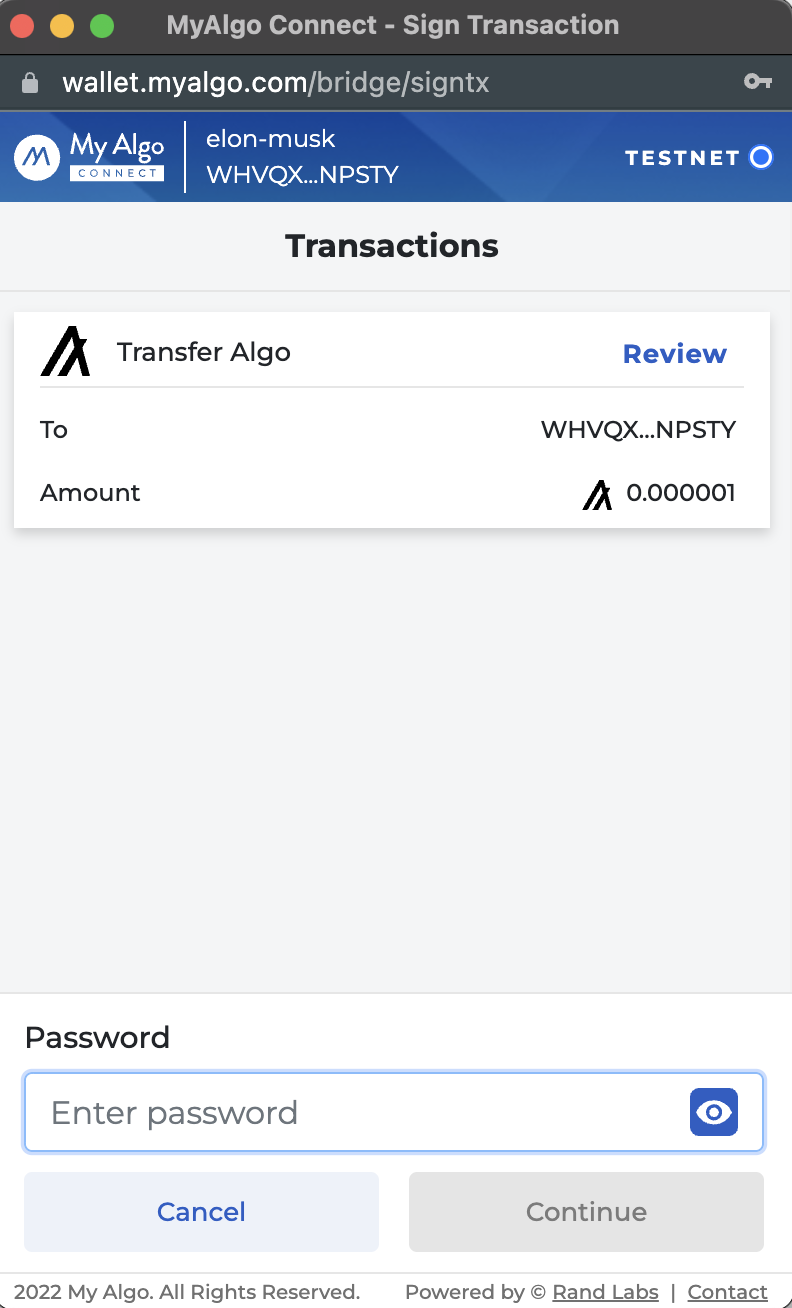 MyAlgo Connect - Sign Transaction
wallet.myalgo.com/bridge/signtx
My Algo
CONNECT
elon-musk
WHVQX...NPSTY
TESTNET
Transactions
Transfer Algo
Review
To
WHVQX...NPSTY
Amount
0.000001
Password
Enter password
Cancel
Continue
2022 My Algo. All Rights Reserved.
Powered by © Rand Labs | Contact